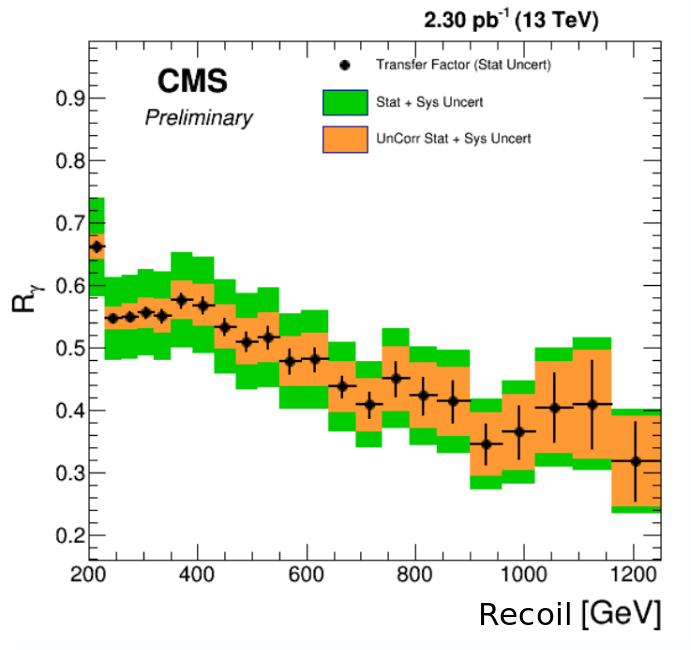 2.30 pb⁻¹ (13 TeV)
CMS
Preliminary
Transfer Factor (Stat Uncert)
Stat + Sys Uncert
UnCorr Stat + Sys Uncert
Rγ
0.9
0.8
0.7
0.6
0.5
0.4
0.3
0.2
200 400 600 800 1000 1200
Recoil [GeV]